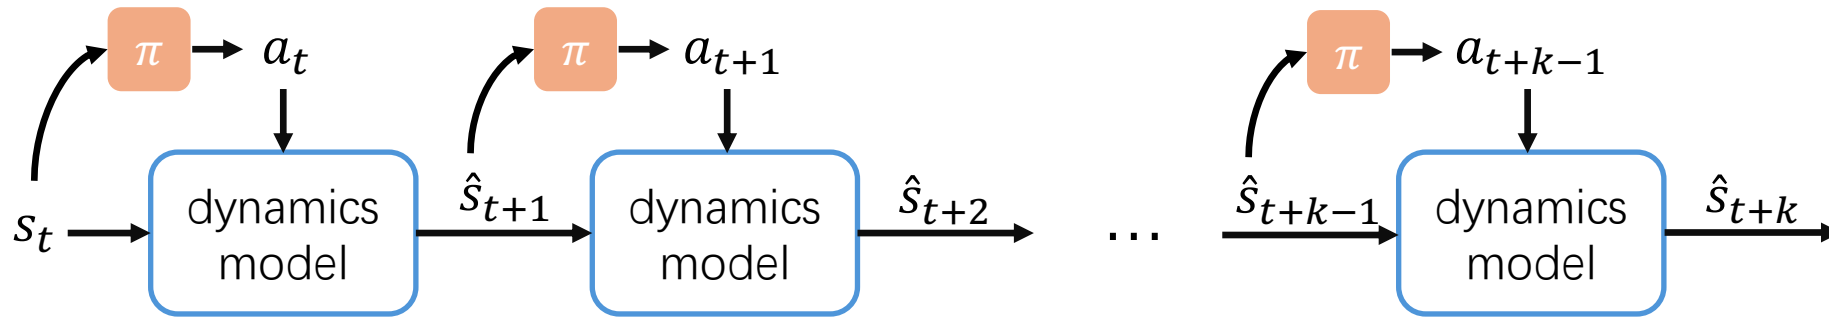 π a_t π a_{t+1} π a_{t+k−1}
s_t dynamics model ŝ_{t+1} dynamics model ŝ_{t+2} ⋯ ŝ_{t+k−1} dynamics model ŝ_{t+k}